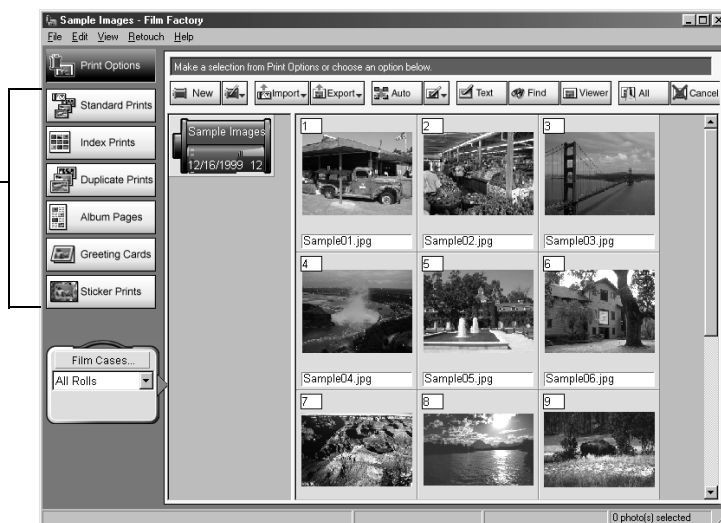 Sample Images - Film Factory
File Edit View Retouch Help
Print Options
Make a selection from Print Options or choose an option below.
New Import Export Auto Text Find Viewer All Cancel
Standard Prints
Index Prints
Duplicate Prints
Album Pages
Greeting Cards
Sticker Prints
Film Cases...
All Rolls
Sample Images
12/16/1999 12
1 2 3
Sample01.jpg Sample02.jpg Sample03.jpg
4 5 6
Sample04.jpg Sample05.jpg Sample06.jpg
7 8 9
0 photo(s) selected